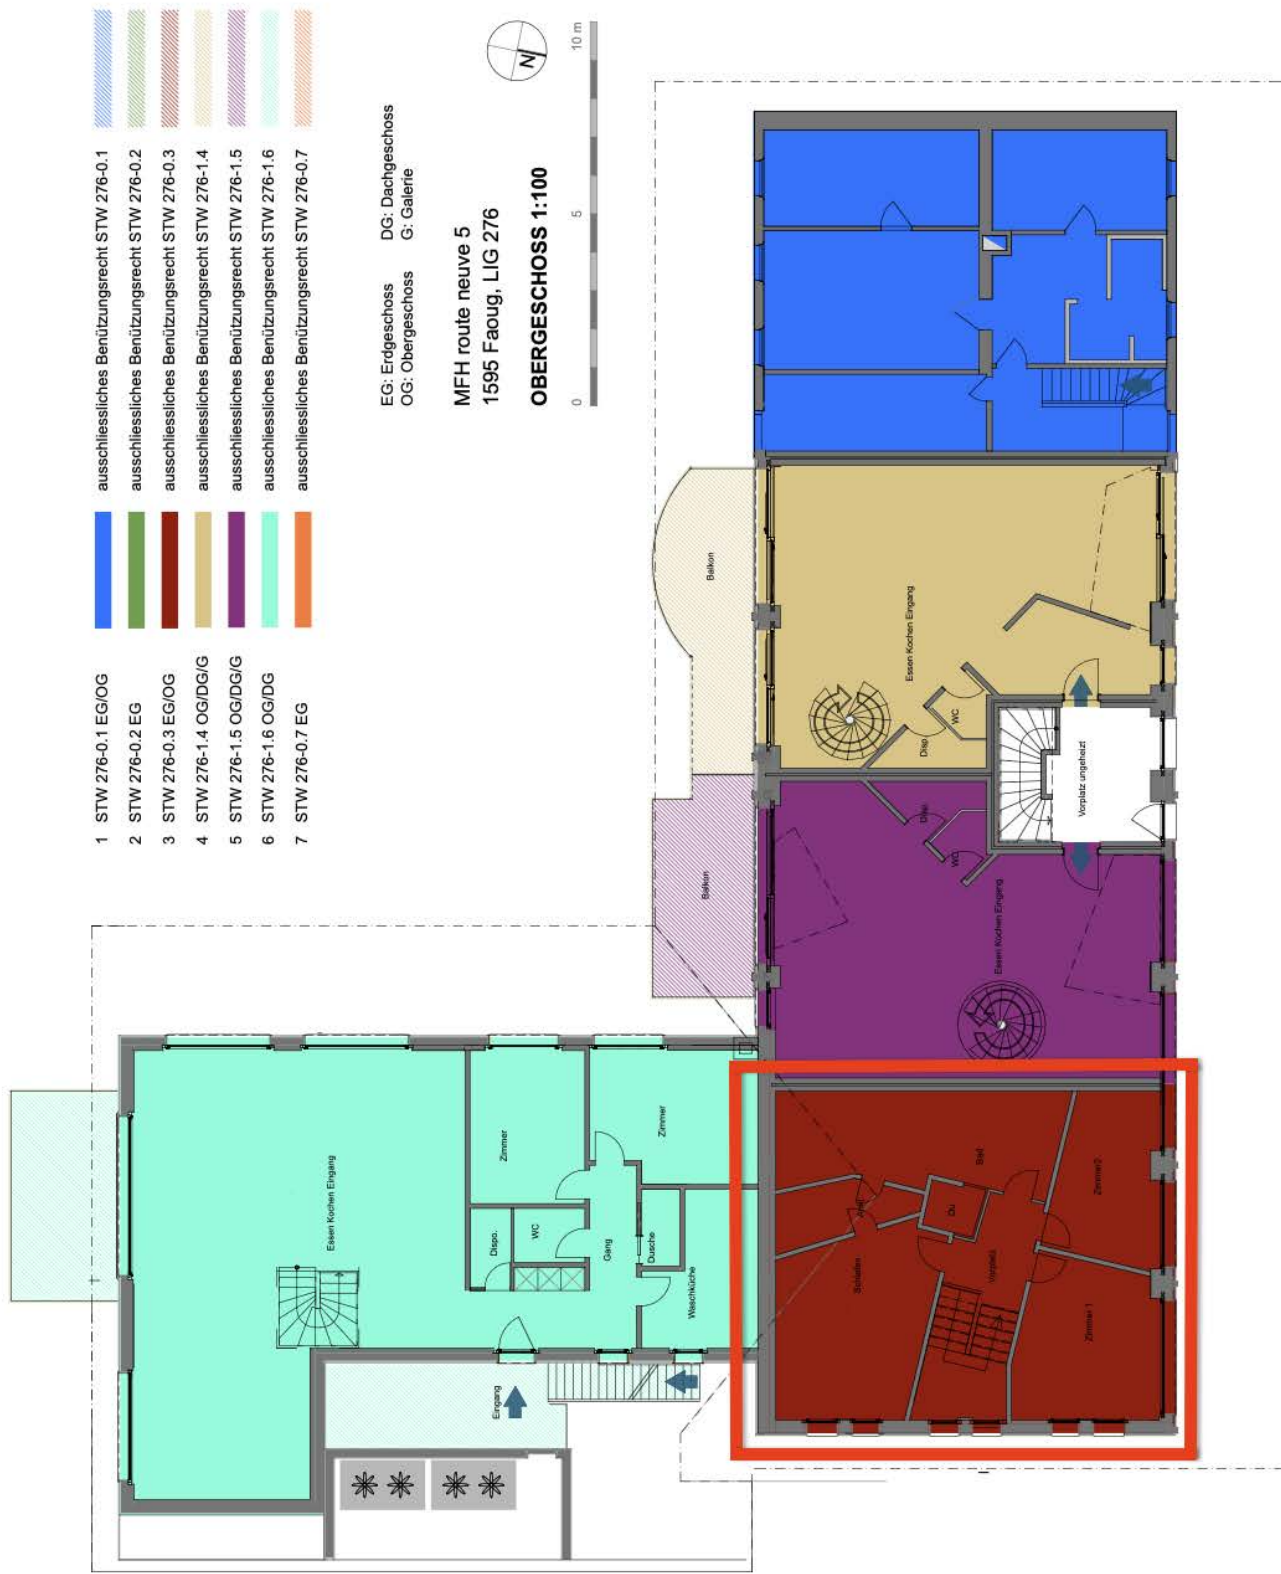 1 STW 276-0.1 EG/OG ausschliessliches Benützungsrecht STW 276-0.1
2 STW-0.2 EG ausschliessliches Benützungsrecht STW 276-0.2
3 STW 276-0.3 EG/OG ausschliessliches Benützungsrecht STW 276-0.3
4 STW 276-1.4 OG/DG/G ausschliessliches Benützungsrecht STW 276-1.4
5 STW 276-1.5 OG/DG/G ausschliessliches Benützungsrecht STW 276-1.5
6 STW 276-1.6 OG/DG ausschliessliches Benützungsrecht STW 276-1.6
7 STW 276-0.7 EG ausschliessliches Benützungsrecht STW 276-0.7
EG: Erdgeschoss DG: Dachgeschoss
OG: Obergeschoss G: Galerie
MFH route neuve 5
1595 Faoug, LIG 276
OBERGESCHOSS 1:100
0 5 10 m
N
Balkon
Essen Kochen Eingang
Disp.
WC
Vorplatz ungeheizt
Balkon
Disp.
WC
Essen Kochen Eingang
Essen Kochen Eingang
Zimmer
Zimmer
Dispo.
WC
Gang
Dusche
Waschküche
Eingang
Bad
Zimmer2
Du
Ankl.
Schlafen
Vorplatz
Zimmer 1